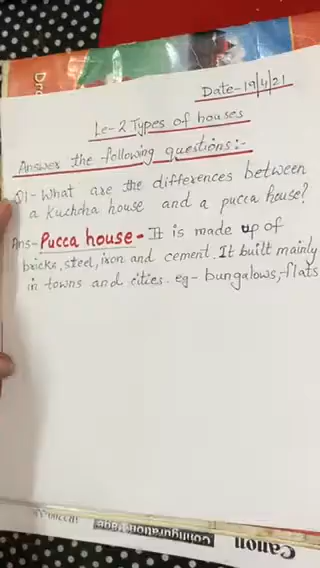 Date-19/4/21
Le-2 Types of houses
Answer the following questions:-
Q1- What are the differences between
a Kuchcha house and a pucca house?
Ans- Pucca house - It is made up of
bricks, steel, iron and cement. It built mainly
in towns and cities. eg- bungalows, flats
Configuration Page
Canon